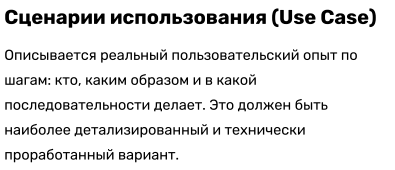 Сценарии использования (Use Case)
Описывается реальный пользовательский опыт по
шагам: кто, каким образом и в какой
последовательности делает. Это должен быть
наиболее детализированный и технически
проработанный вариант.